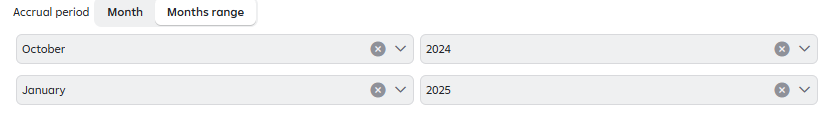 Accrual period Month Months range
October 2024
January 2025